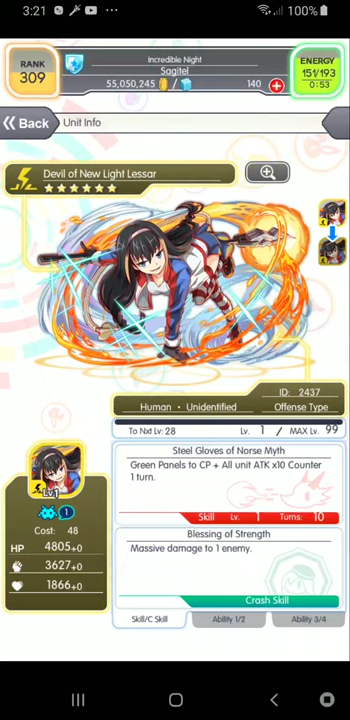 3:21
100%
RANK
309
Incredible Night
Sagitel
55,050,245 / 140
ENERGY
151/193
0:53
Back
Unit Info
Devil of New Light Lessar
ID: 2437
Human • Unidentified
Offense Type
To Nxt Lv: 28
Lv. 1 / MAX Lv. 99
Lv1
1
Cost: 48
HP 4805+0
3627+0
1866+0
Steel Gloves of Norse Myth
Green Panels to CP + All unit ATK x10 Counter
1 turn.
Skill Lv. 1 Turns: 10
Blessing of Strength
Massive damage to 1 enemy.
Crash Skill
Skill/C Skill
Ability 1/2
Ability 3/4